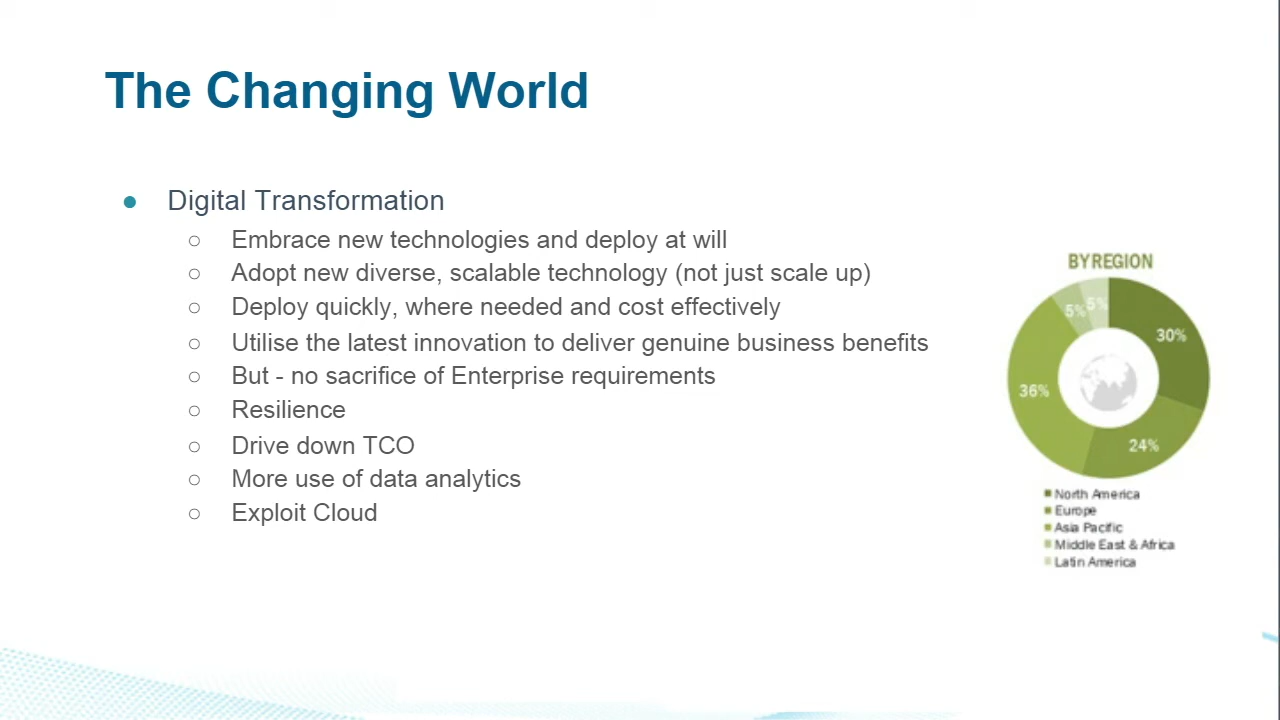 The Changing World
● Digital Transformation
○ Embrace new technologies and deploy at will
○ Adopt new diverse, scalable technology (not just scale up)
○ Deploy quickly, where needed and cost effectively
○ Utilise the latest innovation to deliver genuine business benefits
○ But - no sacrifice of Enterprise requirements
○ Resilience
○ Drive down TCO
○ More use of data analytics
○ Exploit Cloud
BY REGION
5%
5%
30%
36%
24%
North America
Europe
Asia Pacific
Middle East & Africa
Latin America